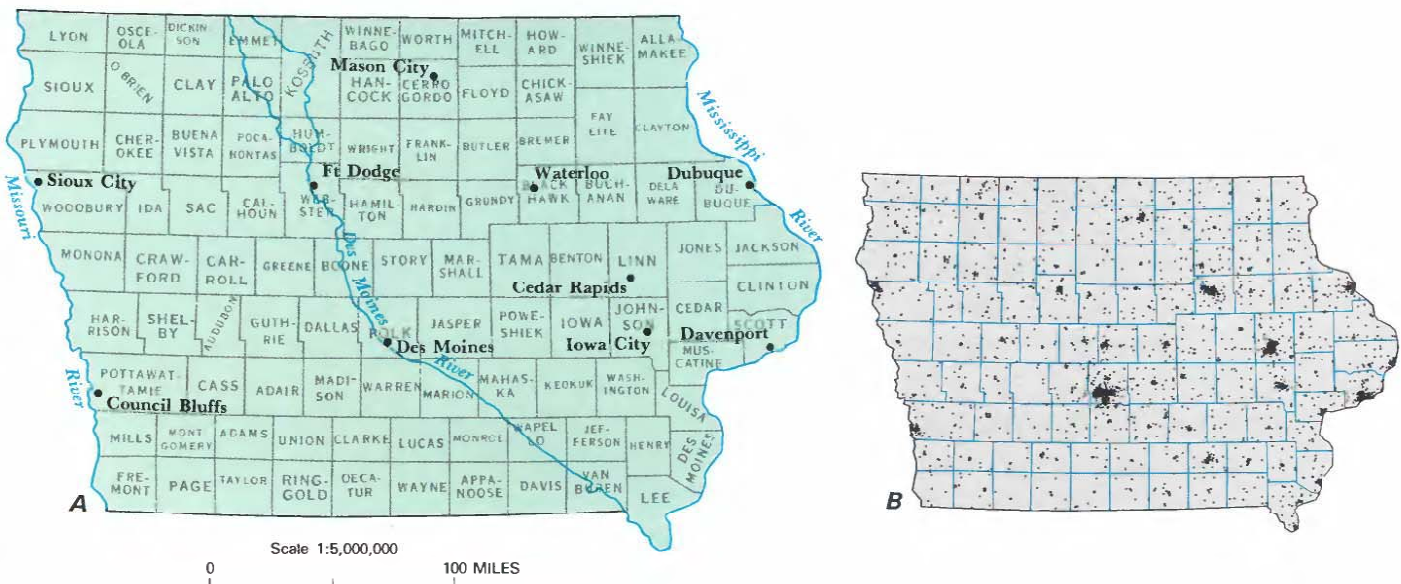 LYON
OSCE-
OLA
DICKIN-
SON
EMMET
KOSSUTH
WINNE-
BAGO
WORTH
MITCH-
ELL
HOW-
ARD
WINNE-
SHIEK
ALLA-
MAKEE
SIOUX
O BRIEN
CLAY
PALO
ALTO
HAN-
COCK
Mason City
CERRO
GORDO
FLOYD
CHICK-
ASAW
Mississippi
PLYMOUTH
CHER-
OKEE
BUENA
VISTA
POCA-
HONTAS
HUM-
BOLDT
WRIGHT
FRANK-
LIN
BUTLER
BREMER
FAY
ETTE
CLAYTON
Missouri
Sioux City
Ft Dodge
Waterloo
Dubuque
WOODBURY
IDA
SAC
CAL-
HOUN
WEB-
STER
HAMIL
TON
HARDIN
GRUNDY
BLACK
HAWK
BUCH-
ANAN
DELA
WARE
DU-
BUQUE
River
MONONA
CRAW-
FORD
CAR-
ROLL
GREENE
BOONE
Des Moines
STORY
MAR-
SHALL
TAMA
BENTON
LINN
Cedar Rapids
JONES
JACKSON
CLINTON
HAR-
RISON
SHEL-
BY
AUDUBON
GUTH-
RIE
DALLAS
POLK
Des Moines
River
JASPER
POWE-
SHIEK
IOWA
JOHN-
SON
Iowa City
CEDAR
SCOTT
Davenport
MUS-
CATINE
River
POTTAWAT-
TAMIE
Council Bluffs
CASS
ADAIR
MADI-
SON
WARREN
MARION
MAHAS-
KA
KEOKUK
WASH-
INGTON
LOUISA
MILLS
MONT
GOMERY
ADAMS
UNION
CLARKE
LUCAS
MONROE
WAPEL
LO
JEF-
FERSON
HENRY
DES
MOINES
FRE-
MONT
PAGE
TAYLOR
RING-
GOLD
DECA-
TUR
WAYNE
APPA-
NOOSE
DAVIS
VAN
BUREN
LEE
A
B
Scale 1:5,000,000
0 100 MILES